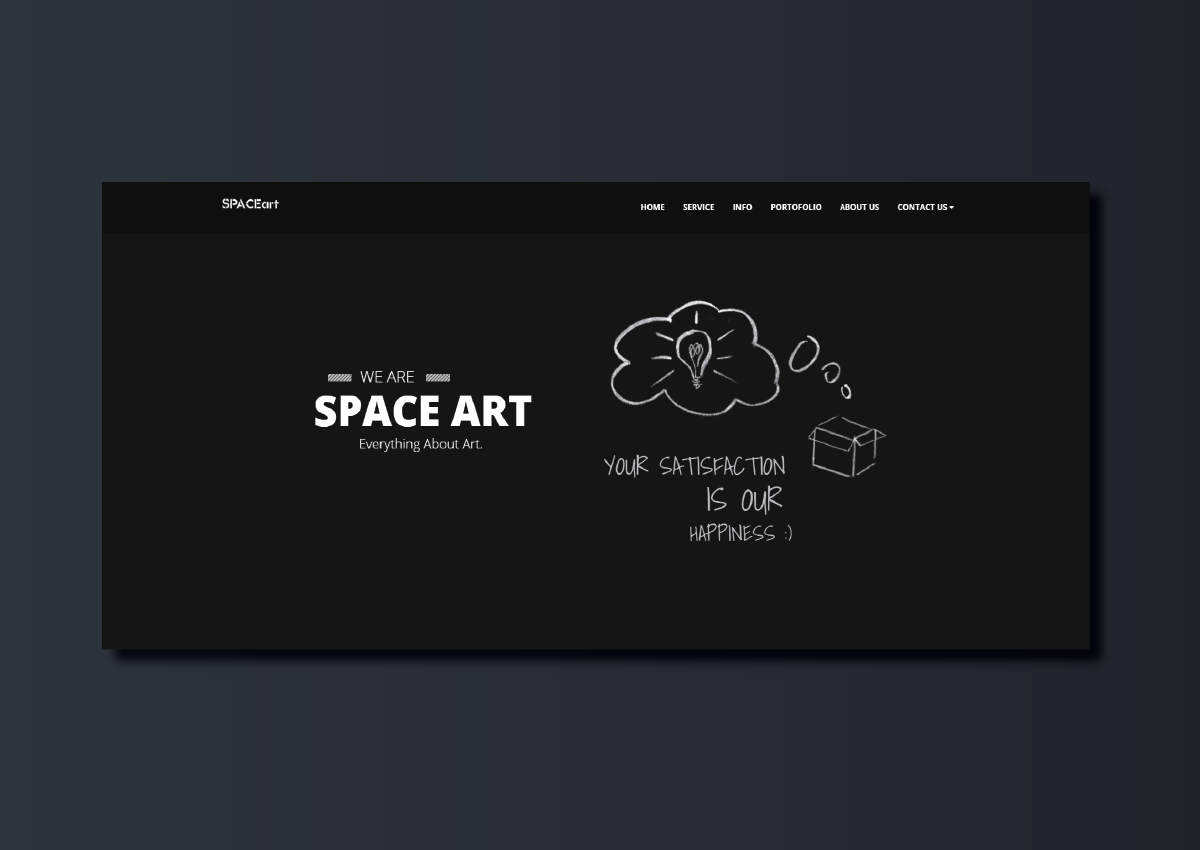 SPACEart
HOME SERVICE INFO PORTOFOLIO ABOUT US CONTACT US
WE ARE
SPACE ART
Everything About Art.
YOUR SATISFACTION
IS OUR
HAPPINESS :)